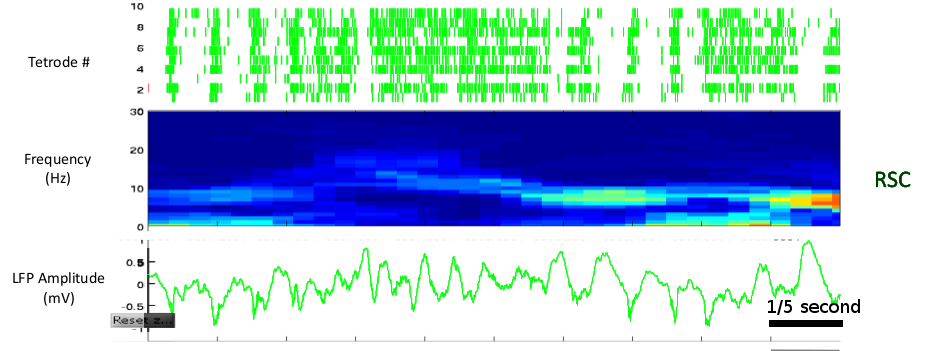 10
8
6
4
2
Tetrode #
30
20
10
0
Frequency
(Hz)
RSC
0.5
0
-0.5
LFP Amplitude
(mV)
Reset z...
1/5 second